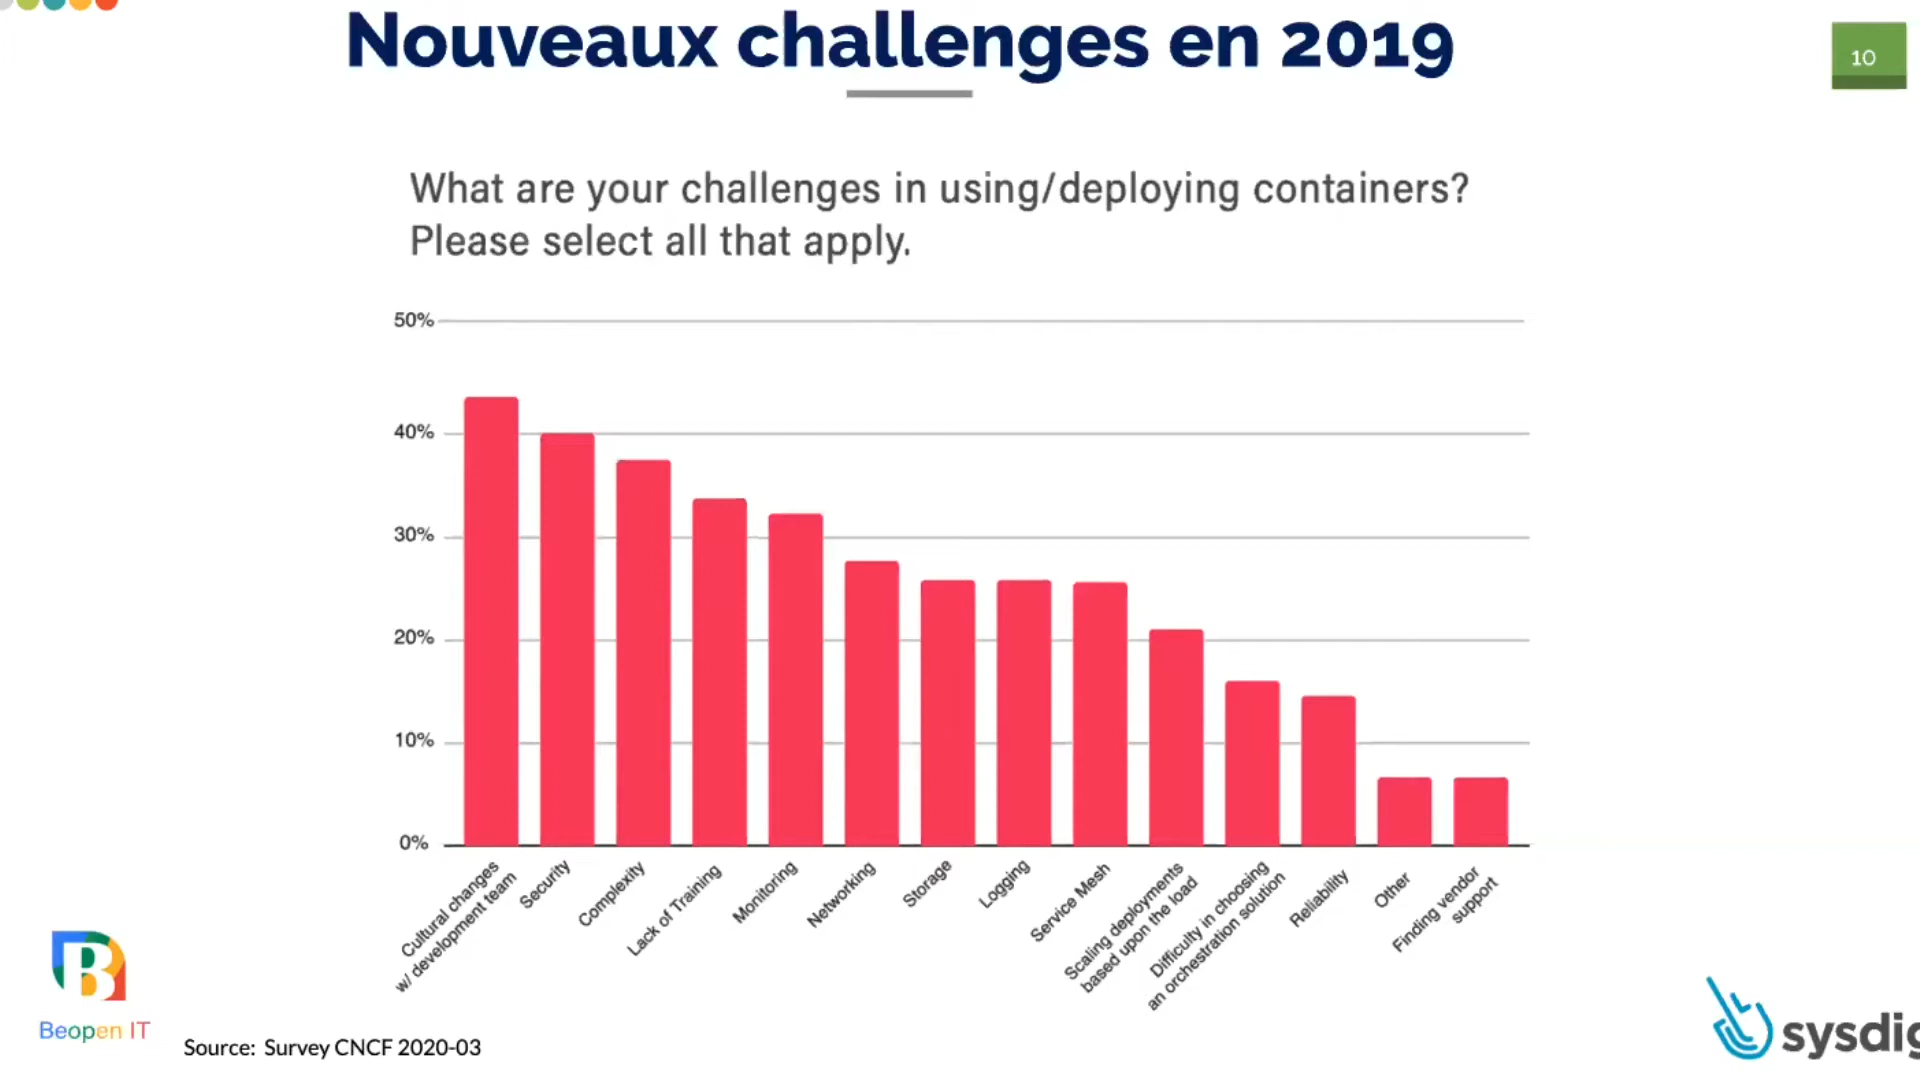 Nouveaux challenges en 2019
10
What are your challenges in using/deploying containers?
Please select all that apply.
50%
40%
30%
20%
10%
0%
Cultural changes
w/ development team
Security
Complexity
Lack of Training
Monitoring
Networking
Storage
Logging
Service Mesh
Scaling deployments
based upon the load
Difficulty in choosing
an orchestration solution
Reliability
Other
Finding vendor
support
Beopen IT
Source: Survey CNCF 2020-03
sysdig